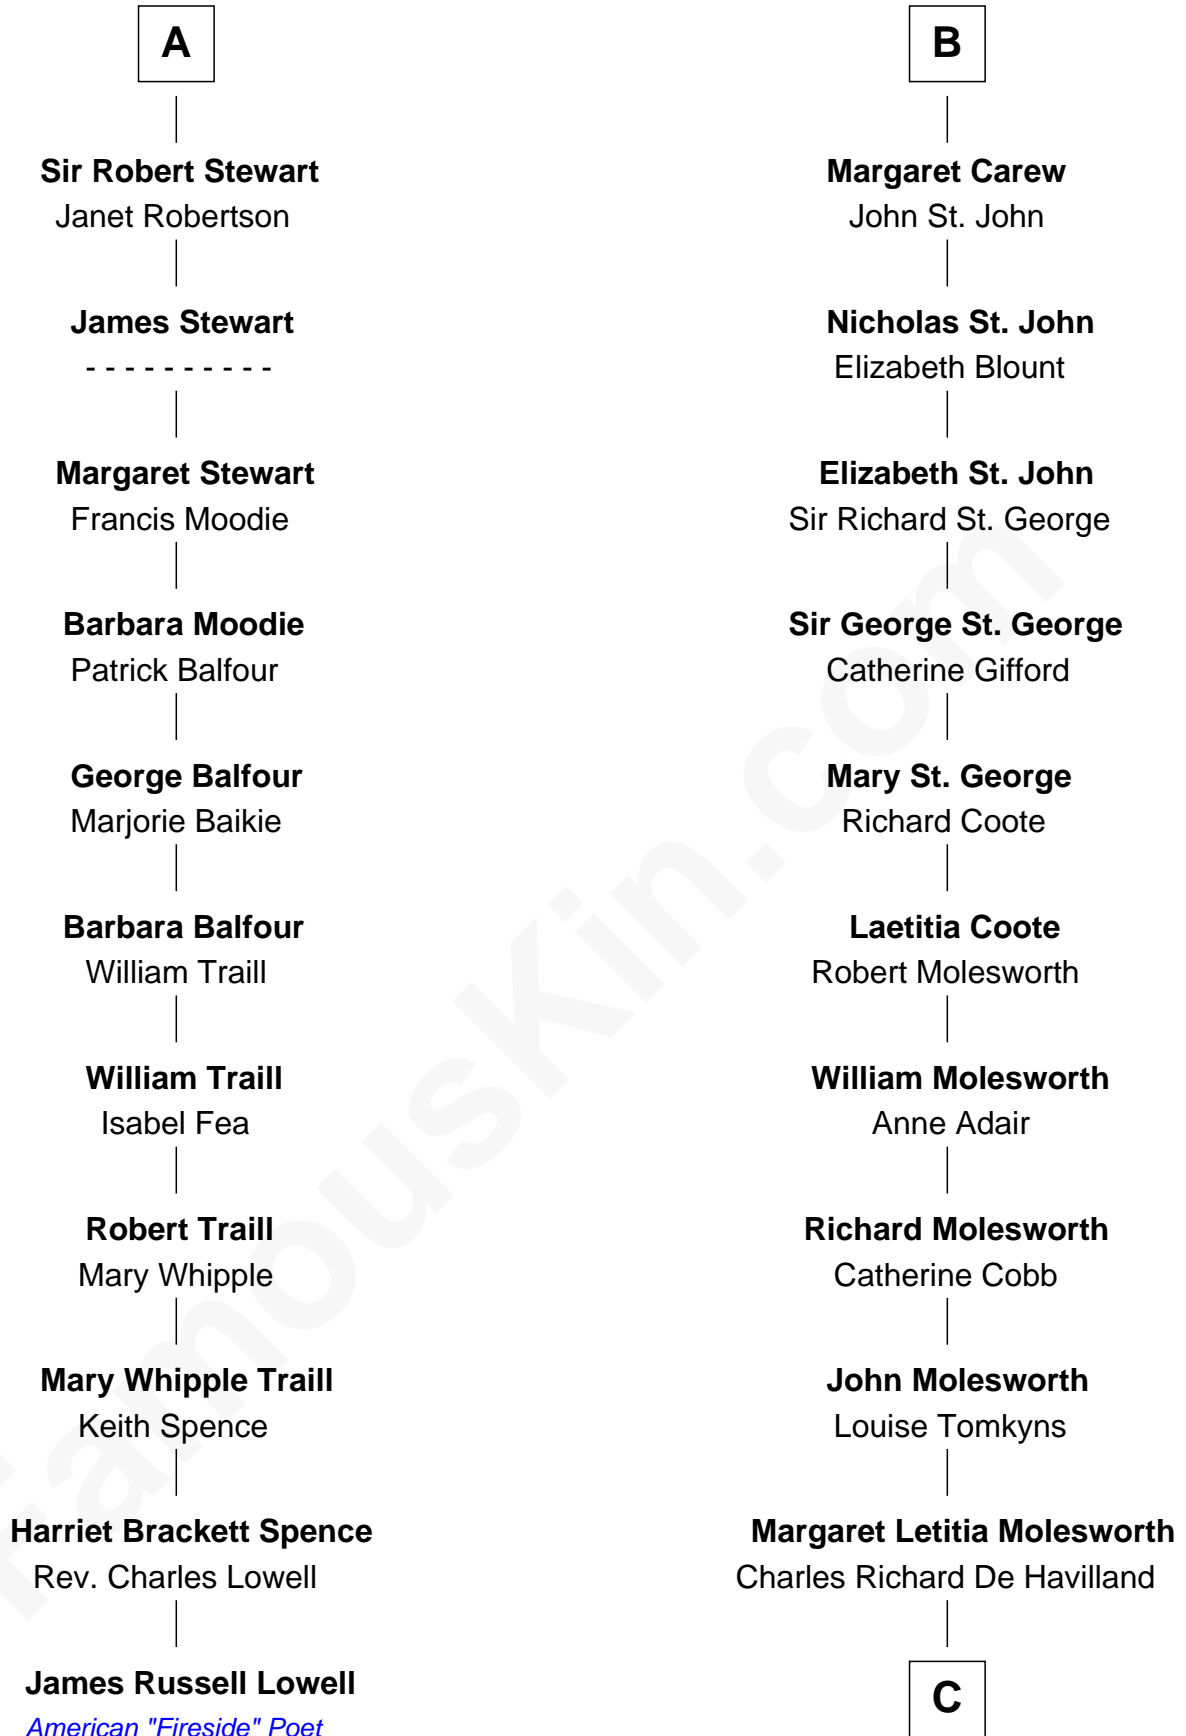 A
Sir Robert Stewart
Janet Robertson
James Stewart
- - - - - - - - - -
Margaret Stewart
Francis Moodie
Barbara Moodie
Patrick Balfour
George Balfour
Marjorie Baikie
Barbara Balfour
William Traill
William Traill
Isabel Fea
Robert Traill
Mary Whipple
Mary Whipple Traill
Keith Spence
Harriet Brackett Spence
Rev. Charles Lowell
James Russell Lowell
American "Fireside" Poet
B
Margaret Carew
John St. John
Nicholas St. John
Elizabeth Blount
Elizabeth St. John
Sir Richard St. George
Sir George St. George
Catherine Gifford
Mary St. George
Richard Coote
Laetitia Coote
Robert Molesworth
William Molesworth
Anne Adair
Richard Molesworth
Catherine Cobb
John Molesworth
Louise Tomkyns
Margaret Letitia Molesworth
Charles Richard De Havilland
C
FamousKin.com